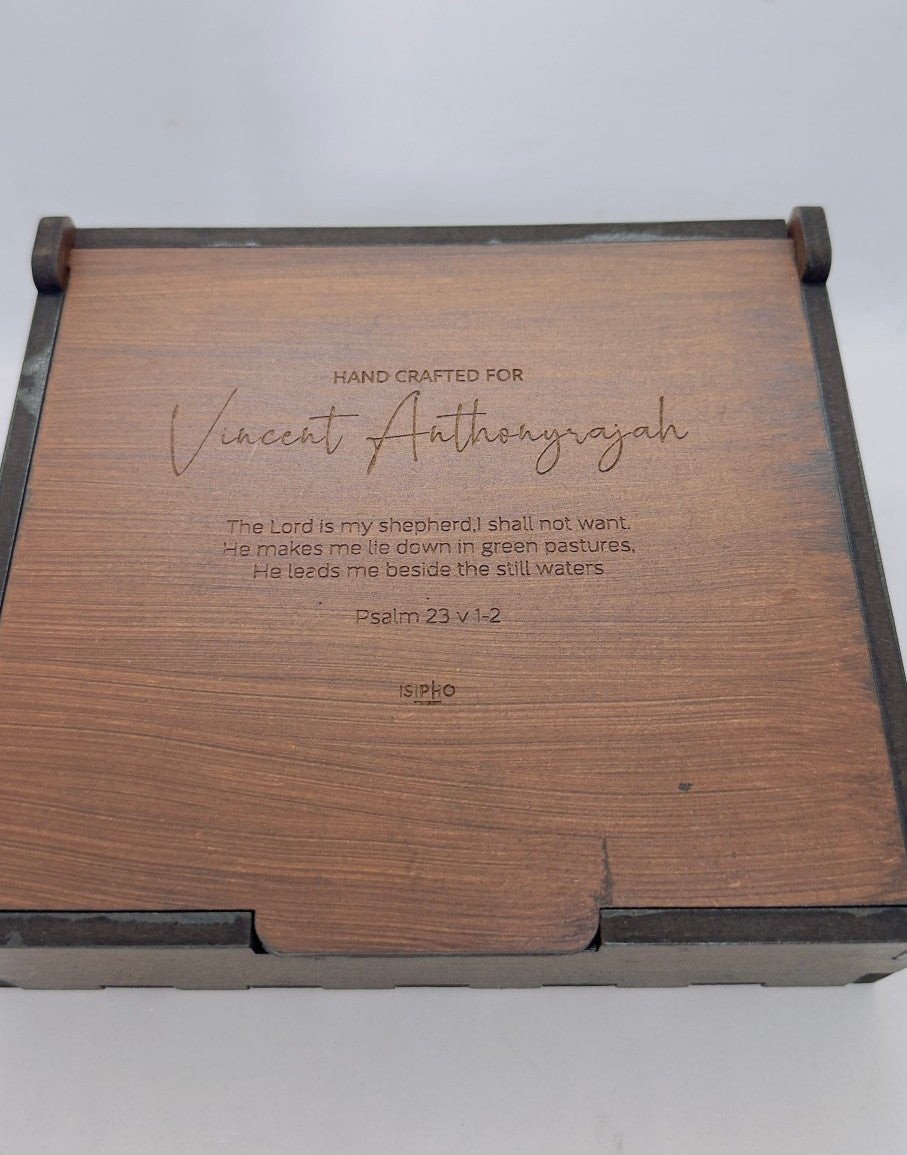 HAND CRAFTED FOR
Vincent Anthonyrajah
The Lord is my shepherd,I shall not want.
He makes me lie down in green pastures,
He leads me beside the still waters
Psalm 23 v 1-2
ISIPHO